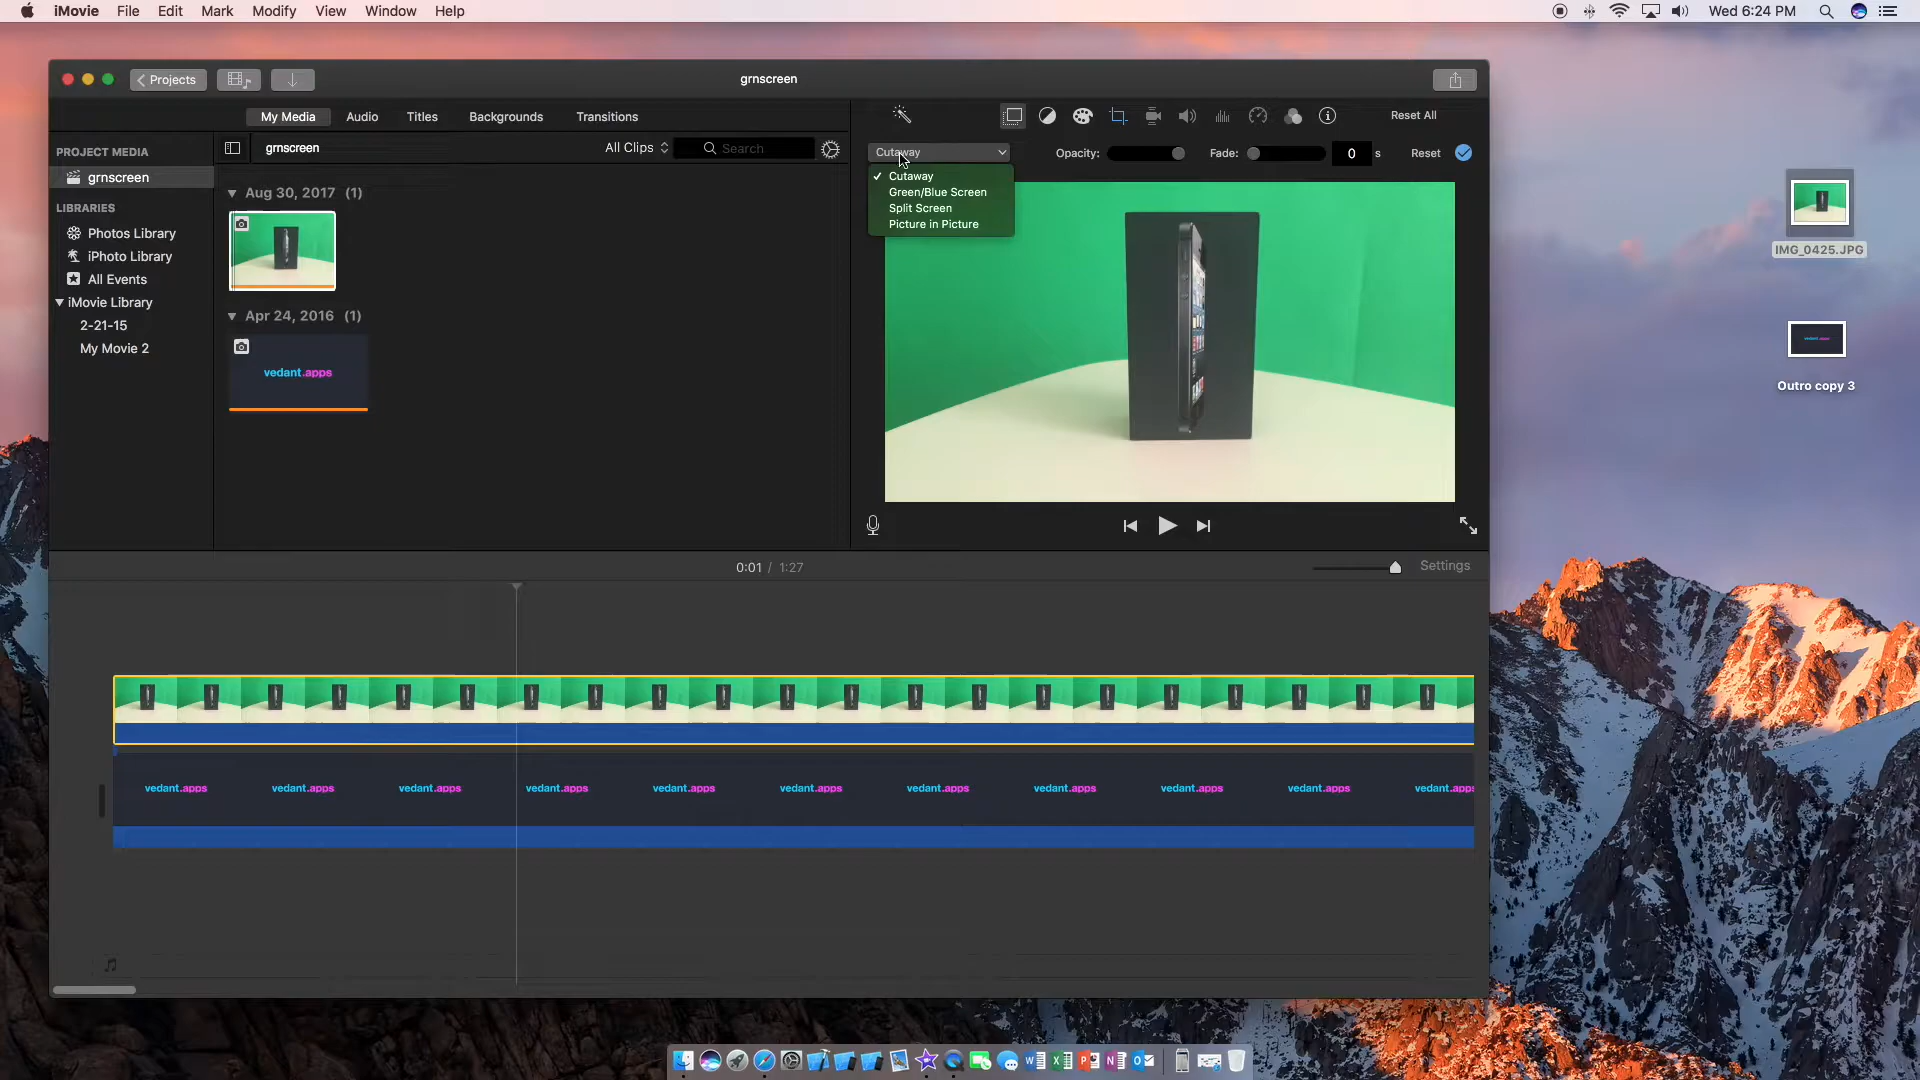 iMovie File Edit Mark Modify View Window Help
Wed 6:24 PM
Projects
grnscreen
My Media Audio Titles Backgrounds Transitions
Reset All
PROJECT MEDIA
grnscreen
LIBRARIES
Photos Library
iPhoto Library
All Events
iMovie Library
2-21-15
My Movie 2
grnscreen
All Clips
Search
Aug 30, 2017 (1)
Apr 24, 2016 (1)
vedant.apps
Cutaway
Opacity:
Fade:
0 s
Reset
Cutaway
Green/Blue Screen
Split Screen
Picture in Picture
IMG_0425.JPG
Outro copy 3
0:01 / 1:27
Settings
vedant.apps vedant.apps vedant.apps vedant.apps vedant.apps vedant.apps vedant.apps vedant.apps vedant.apps vedant.apps vedant.apps